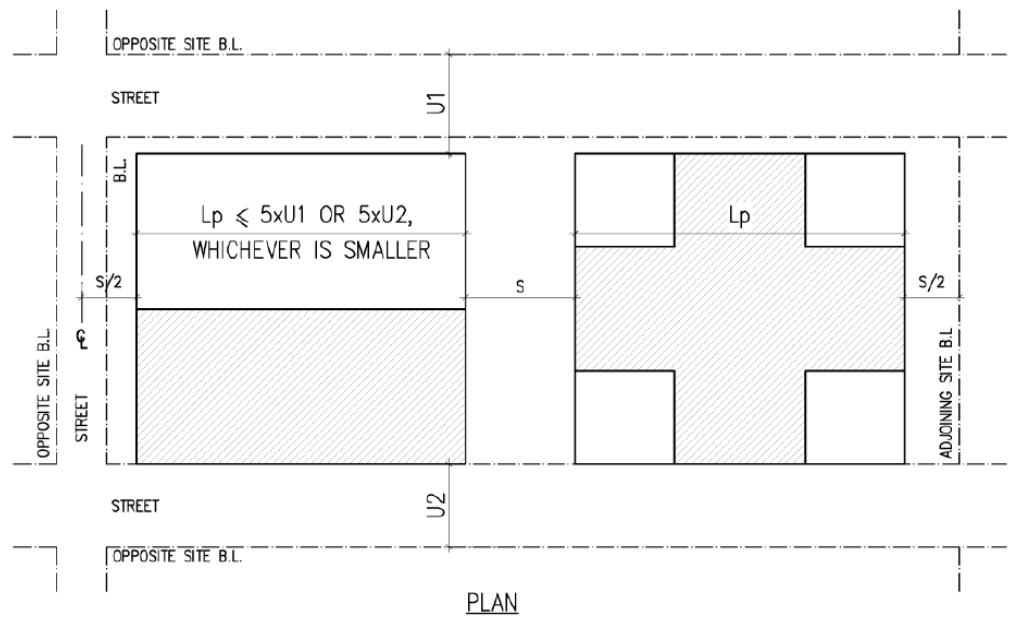 OPPOSITE SITE B.L.
STREET
U1
B.L.
Lp ⩽ 5xU1 OR 5xU2,
WHICHEVER IS SMALLER
Lp
S/2
S
S/2
℄
OPPOSITE SITE B.L.
STREET
ADJOINING SITE B.L
STREET
U2
OPPOSITE SITE B.L.
PLAN